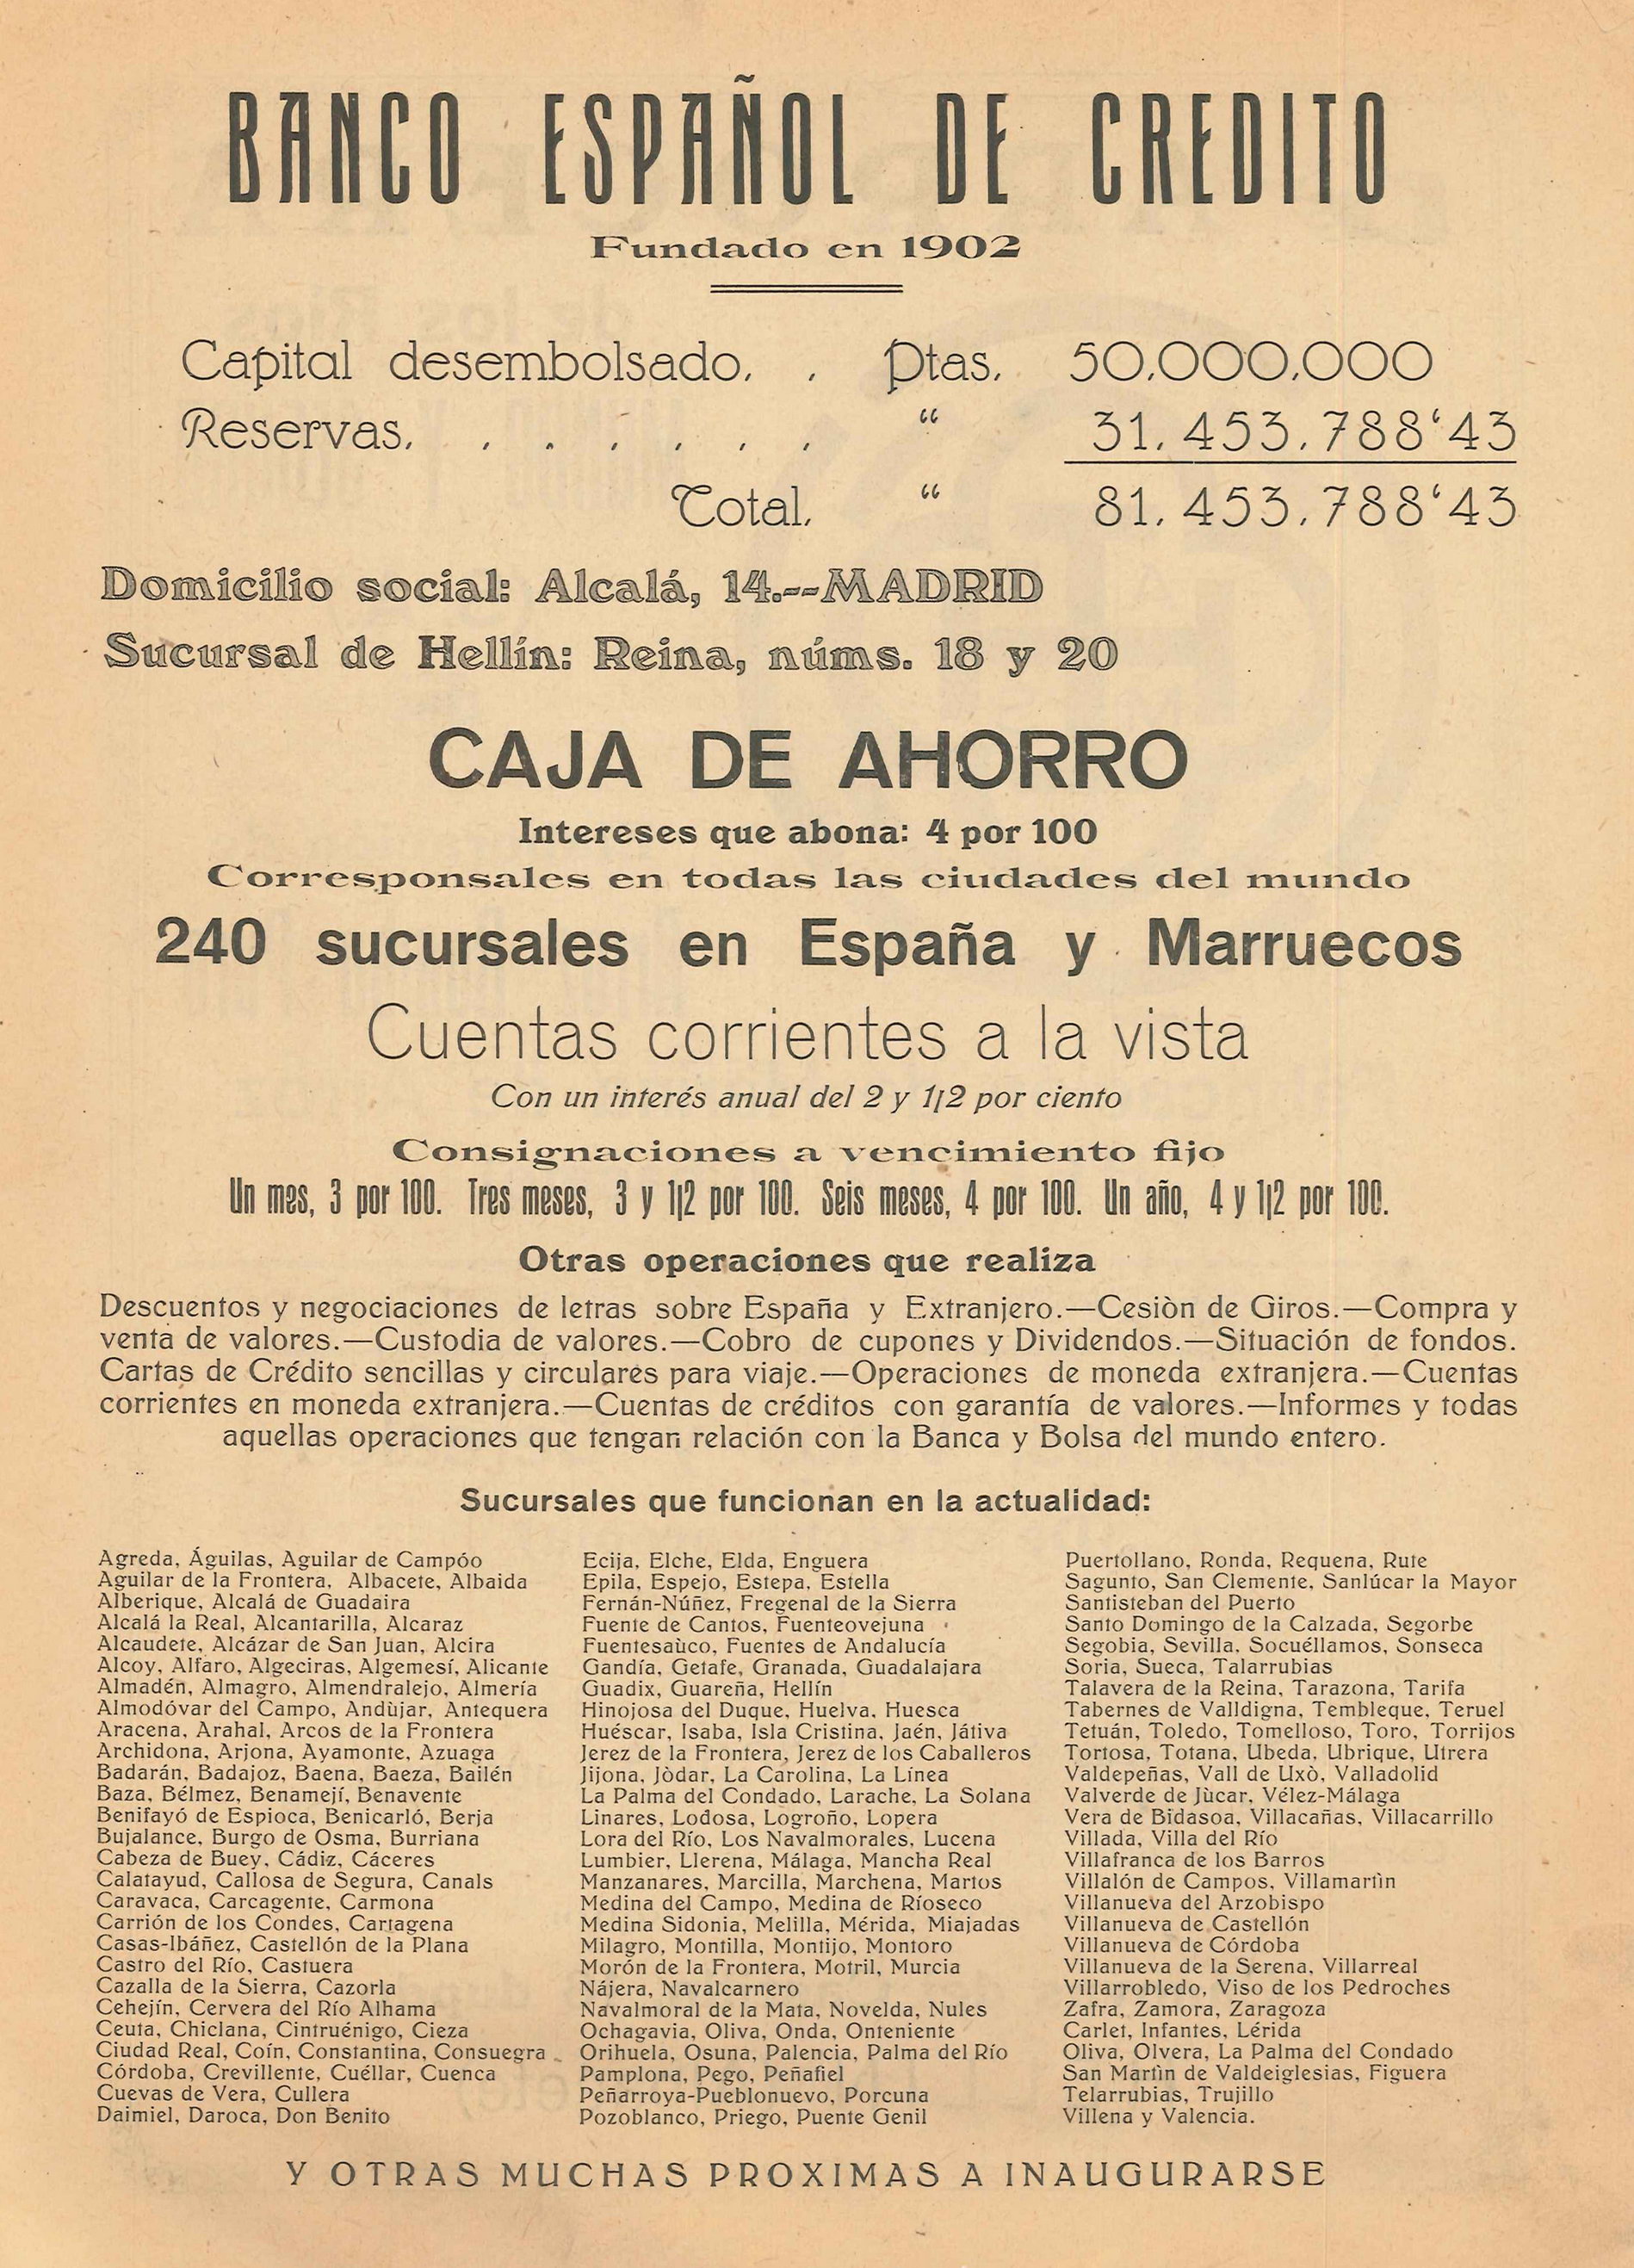 BANCO ESPAÑOL DE CREDITO
Fundado en 1902
Capital desembolsado. . Ptas. 50.000.000
Reservas. . . . . . . “ 31.453.788‘43
Total. “ 81.453.788‘43
Domicilio social: Alcalá, 14.--MADRID
Sucursal de Hellín: Reina, núms. 18 y 20
CAJA DE AHORRO
Intereses que abona: 4 por 100
Corresponsales en todas las ciudades del mundo
240 sucursales en España y Marruecos
Cuentas corrientes a la vista
Con un interés anual del 2 y 1|2 por ciento
Consignaciones a vencimiento fijo
Un mes, 3 por 100. Tres meses, 3 y 1|2 por 100. Seis meses, 4 por 100. Un año, 4 y 1|2 por 100.
Otras operaciones que realiza
Descuentos y negociaciones de letras sobre España y Extranjero.—Cesiòn de Giros.—Compra y
venta de valores.—Custodia de valores.—Cobro de cupones y Dividendos.—Situación de fondos.
Cartas de Crédito sencillas y circulares para viaje.—Operaciones de moneda extranjera.—Cuentas
corrientes en moneda extranjera.—Cuentas de créditos con garantía de valores.—Informes y todas
aquellas operaciones que tengan relación con la Banca y Bolsa del mundo entero.
Sucursales que funcionan en la actualidad:
Agreda, Águilas, Aguilar de Campóo
Aguilar de la Frontera, Albacete, Albaida
Alberique, Alcalá de Guadaira
Alcalá la Real, Alcantarilla, Alcaraz
Alcaudete, Alcázar de San Juan, Alcira
Alcoy, Alfaro, Algeciras, Algemesí, Alicante
Almadén, Almagro, Almendralejo, Almería
Almodóvar del Campo, Andùjar, Antequera
Aracena, Arahal, Arcos de la Frontera
Archidona, Arjona, Ayamonte, Azuaga
Badarán, Badajoz, Baena, Baeza, Bailén
Baza, Bélmez, Benamejí, Benavente
Benifayó de Espioca, Benicarló, Berja
Bujalance, Burgo de Osma, Burriana
Cabeza de Buey, Cádiz, Cáceres
Calatayud, Callosa de Segura, Canals
Caravaca, Carcagente, Carmona
Carrión de los Condes, Cartagena
Casas-Ibáñez, Castellón de la Plana
Castro del Río, Castuera
Cazalla de la Sierra, Cazorla
Cehejín, Cervera del Río Alhama
Ceuta, Chiclana, Cintruénigo, Cieza
Ciudad Real, Coín, Constantina, Consuegra
Córdoba, Crevillente, Cuéllar, Cuenca
Cuevas de Vera, Cullera
Daimiel, Daroca, Don Benito
Ecija, Elche, Elda, Enguera
Epila, Espejo, Estepa, Estella
Fernán-Núñez, Fregenal de la Sierra
Fuente de Cantos, Fuenteovejuna
Fuentesaùco, Fuentes de Andalucía
Gandía, Getafe, Granada, Guadalajara
Guadix, Guareña, Hellín
Hinojosa del Duque, Huelva, Huesca
Huéscar, Isaba, Isla Cristina, Jaén, Játiva
Jerez de la Frontera, Jerez de los Caballeros
Jijona, Jòdar, La Carolina, La Línea
La Palma del Condado, Larache, La Solana
Linares, Lodosa, Logroño, Lopera
Lora del Río, Los Navalmorales, Lucena
Lumbier, Llerena, Málaga, Mancha Real
Manzanares, Marcilla, Marchena, Martos
Medina del Campo, Medina de Ríoseco
Medina Sidonia, Melilla, Mérida, Miajadas
Milagro, Montilla, Montijo, Montoro
Morón de la Frontera, Motril, Murcia
Nájera, Navalcarnero
Navalmoral de la Mata, Novelda, Nules
Ochagavia, Oliva, Onda, Onteniente
Orihuela, Osuna, Palencia, Palma del Río
Pamplona, Pego, Peñafiel
Peñarroya-Pueblonuevo, Porcuna
Pozoblanco, Priego, Puente Genil
Puertollano, Ronda, Requena, Rute
Sagunto, San Clemente, Sanlúcar la Mayor
Santisteban del Puerto
Santo Domingo de la Calzada, Segorbe
Segobia, Sevilla, Socuéllamos, Sonseca
Soria, Sueca, Talarrubias
Talavera de la Reina, Tarazona, Tarifa
Tabernes de Valldigna, Tembleque, Teruel
Tetuán, Toledo, Tomelloso, Toro, Torrijos
Tortosa, Totana, Ubeda, Ubrique, Utrera
Valdepeñas, Vall de Uxò, Valladolid
Valverde de Jùcar, Vélez-Málaga
Vera de Bidasoa, Villacañas, Villacarrillo
Villada, Villa del Río
Villafranca de los Barros
Villalón de Campos, Villamartìn
Villanueva del Arzobispo
Villanueva de Castellón
Villanueva de Córdoba
Villanueva de la Serena, Villarreal
Villarrobledo, Viso de los Pedroches
Zafra, Zamora, Zaragoza
Carlet, Infantes, Lérida
Oliva, Olvera, La Palma del Condado
San Martìn de Valdeiglesias, Figuera
Telarrubias, Trujillo
Villena y Valencia.
Y OTRAS MUCHAS PROXIMAS A INAUGURARSE